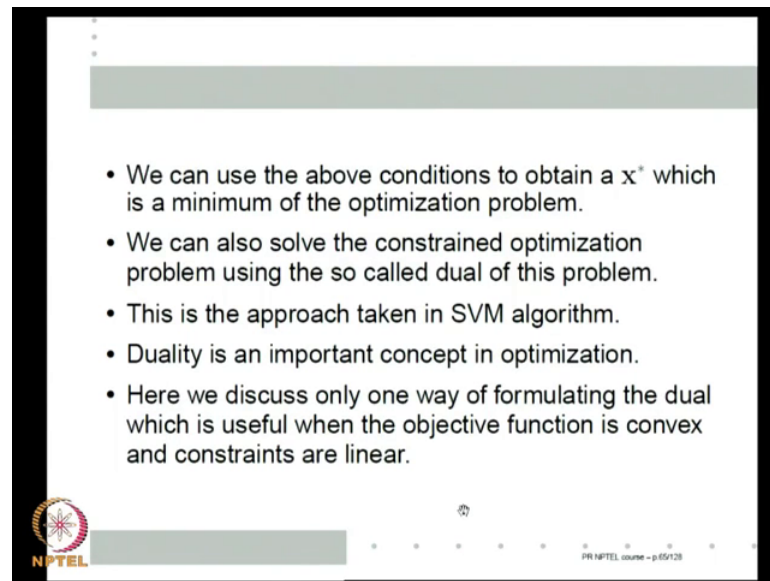 • We can use the above conditions to obtain a x* which
is a minimum of the optimization problem.
• We can also solve the constrained optimization
problem using the so called dual of this problem.
• This is the approach taken in SVM algorithm.
• Duality is an important concept in optimization.
• Here we discuss only one way of formulating the dual
which is useful when the objective function is convex
and constraints are linear.
NPTEL
PR NPTEL course – p.65/128